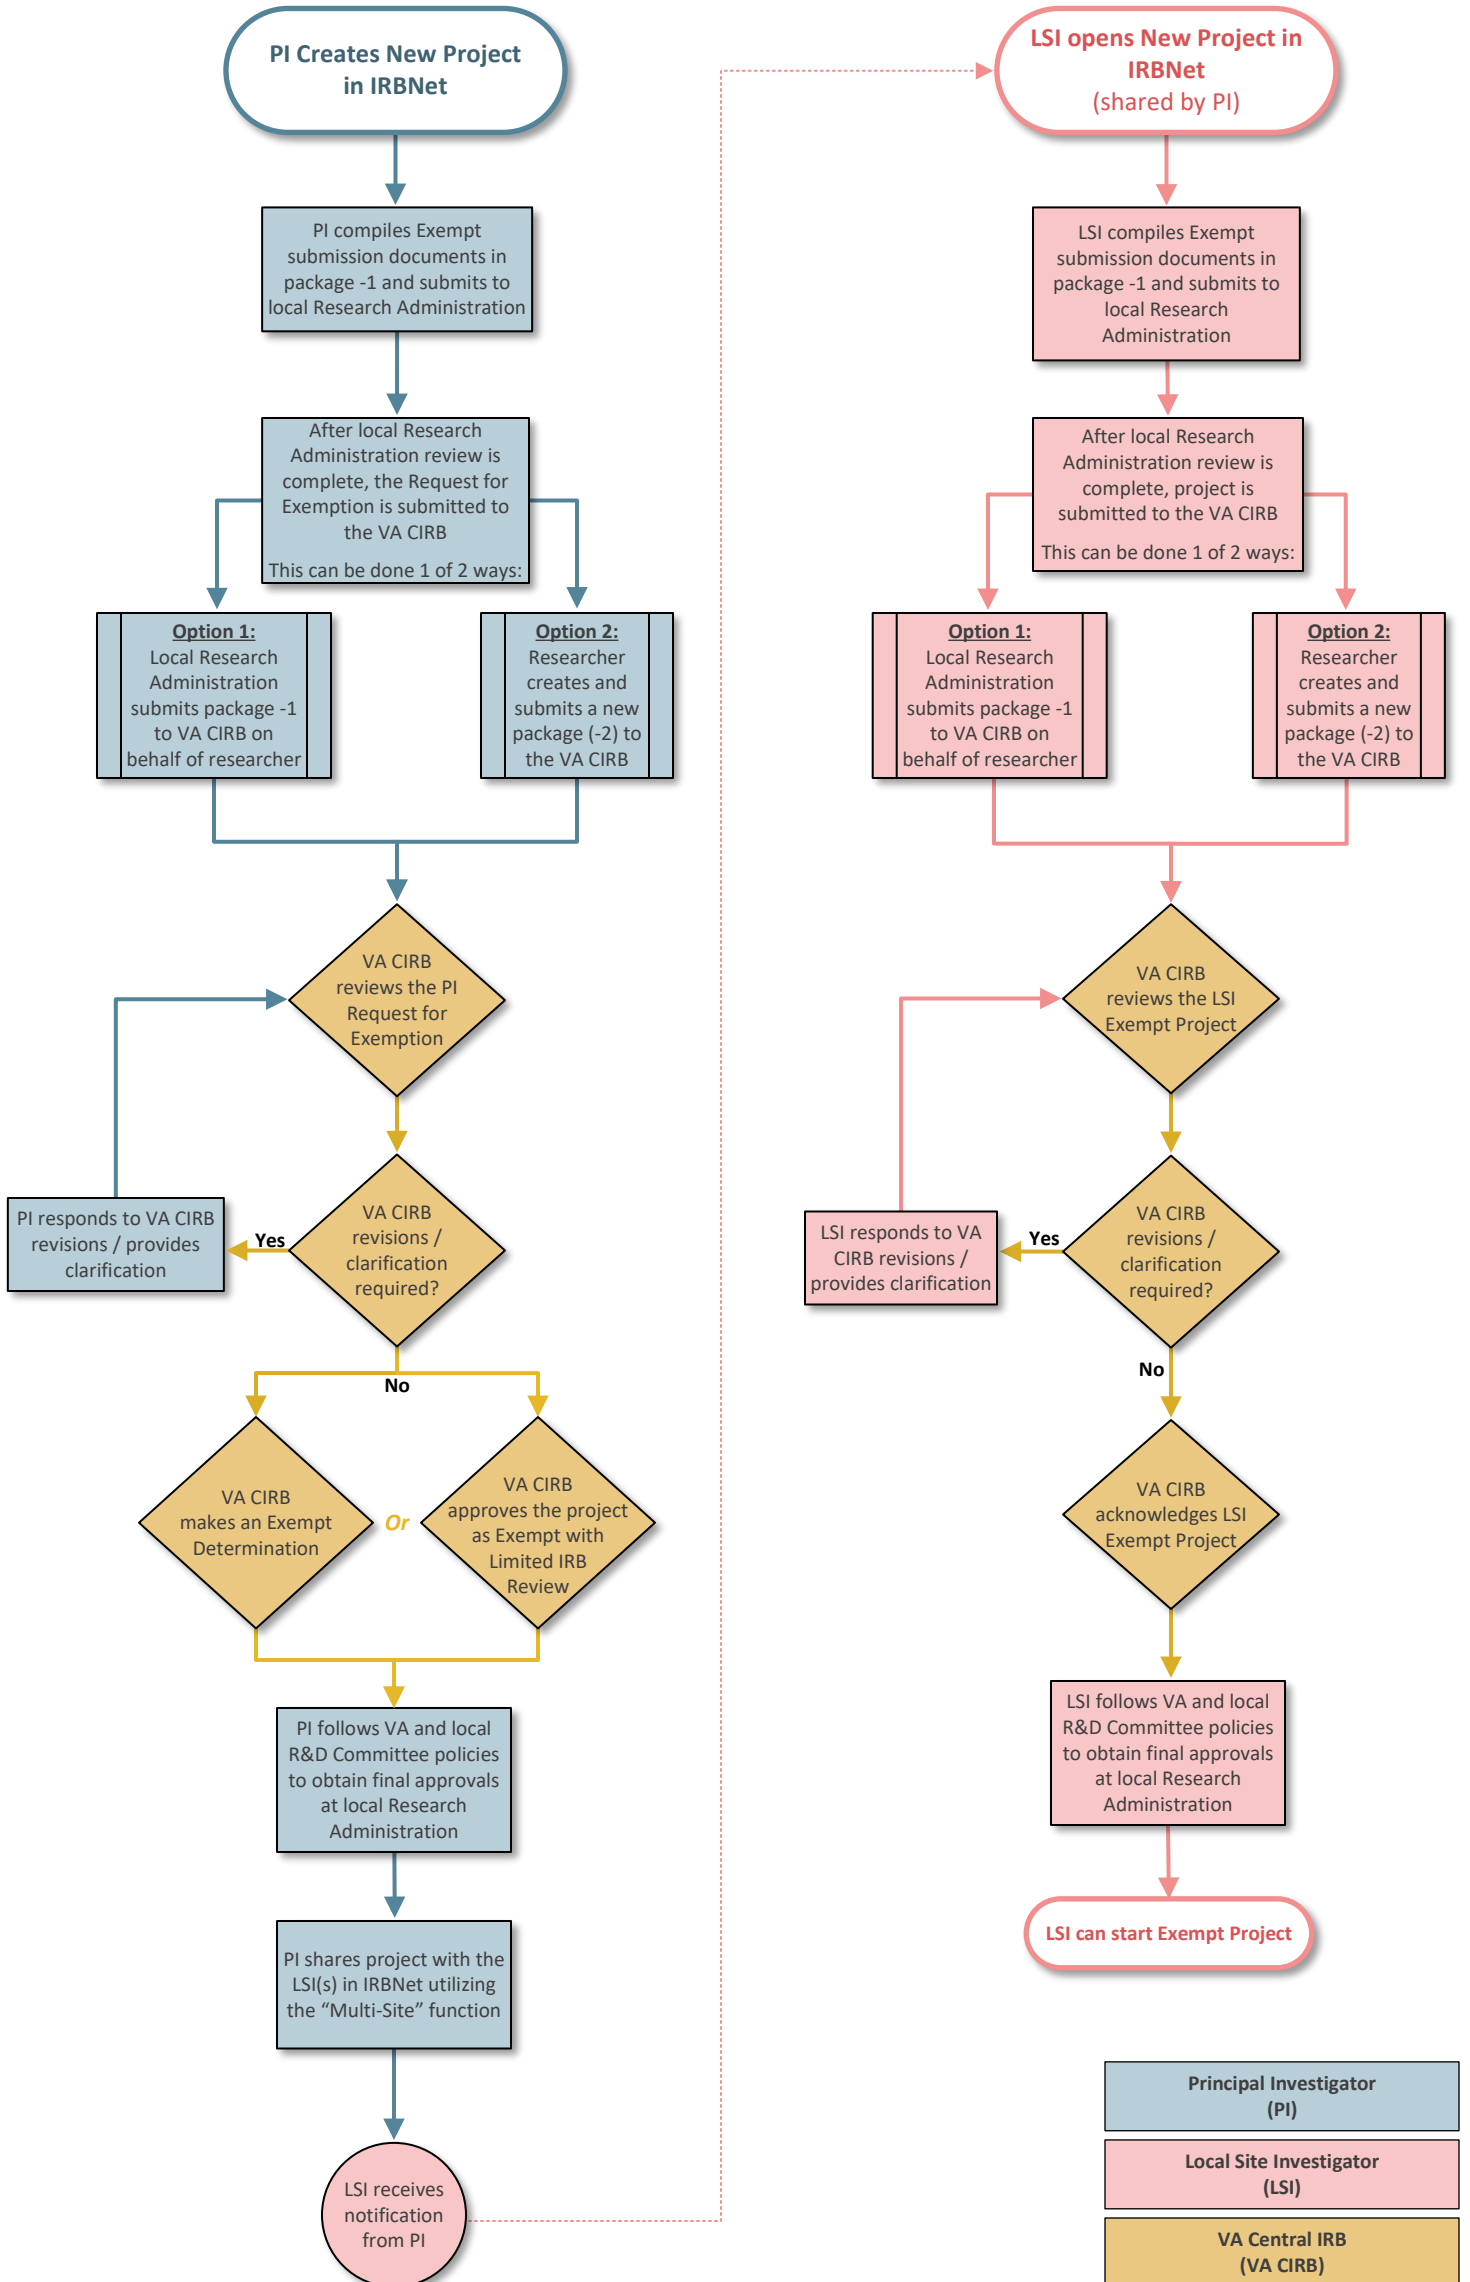 PI Creates New Project
in IRBNet
PI compiles Exempt
submission documents in
package -1 and submits to
local Research Administration
After local Research
Administration review is
complete, the Request for
Exemption is submitted to
the VA CIRB
This can be done 1 of 2 ways:
Option 1:
Local Research
Administration
submits package -1
to VA CIRB on
behalf of researcher
Option 2:
Researcher
creates and
submits a new
package (-2) to
the VA CIRB
VA CIRB
reviews the PI
Request for
Exemption
VA CIRB
revisions /
clarification
required?
Yes
PI responds to VA CIRB
revisions / provides
clarification
No
VA CIRB
makes an Exempt
Determination
Or
VA CIRB
approves the project
as Exempt with
Limited IRB
Review
PI follows VA and local
R&D Committee policies
to obtain final approvals
at local Research
Administration
PI shares project with the
LSI(s) in IRBNet utilizing
the “Multi-Site” function
LSI receives
notification
from PI
LSI opens New Project in
IRBNet
(shared by PI)
LSI compiles Exempt
submission documents in
package -1 and submits to
local Research
Administration
After local Research
Administration review is
complete, project is
submitted to the VA CIRB
This can be done 1 of 2 ways:
Option 1:
Local Research
Administration
submits package -1
to VA CIRB on
behalf of researcher
Option 2:
Researcher
creates and
submits a new
package (-2) to
the VA CIRB
VA CIRB
reviews the LSI
Exempt Project
VA CIRB
revisions /
clarification
required?
Yes
LSI responds to VA
CIRB revisions /
provides clarification
No
VA CIRB
acknowledges LSI
Exempt Project
LSI follows VA and local
R&D Committee policies
to obtain final approvals
at local Research
Administration
LSI can start Exempt Project
Principal Investigator
(PI)
Local Site Investigator
(LSI)
VA Central IRB
(VA CIRB)